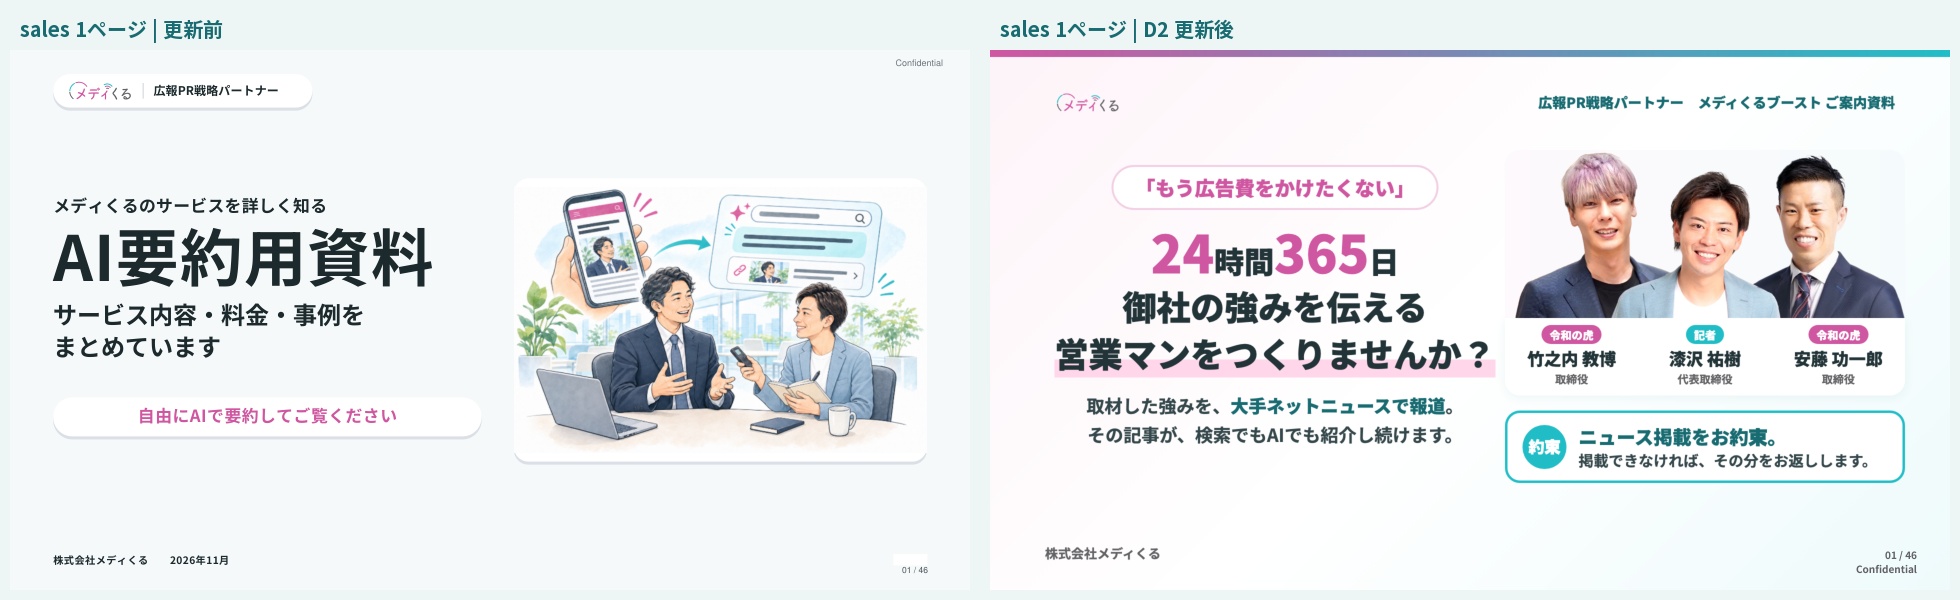 sales 1ページ | 更新前
Confidential
メディくる | 広報PR戦略パートナー
メディくるのサービスを詳しく知る
AI要約用資料
サービス内容・料金・事例を
まとめています
自由にAIで要約してご覧ください
株式会社メディくる 2026年11月
01 / 46
sales 1ページ | D2 更新後
メディくる
広報PR戦略パートナー メディくるブースト ご案内資料
「もう広告費をかけたくない」
24時間365日
御社の強みを伝える
営業マンをつくりませんか？
取材した強みを、大手ネットニュースで報道。
その記事が、検索でもAIでも紹介し続けます。
令和の虎
竹之内 教博
取締役
記者
漆沢 祐樹
代表取締役
令和の虎
安藤 功一郎
取締役
約束
ニュース掲載をお約束。
掲載できなければ、その分をお返しします。
株式会社メディくる
01 / 46
Confidential